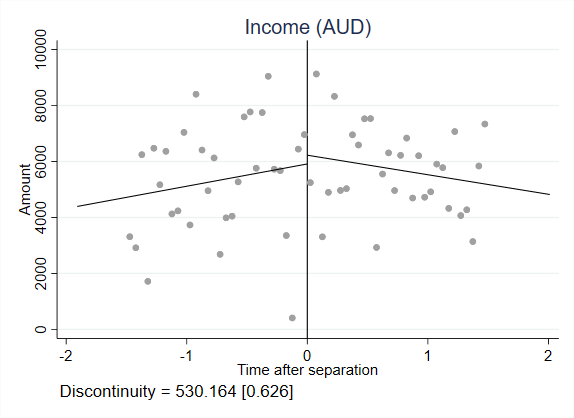 Income (AUD)
10000
8000
6000
4000
2000
0
Amount
-2
-1
0
1
2
Time after separation
Discontinuity = 530.164 [0.626]